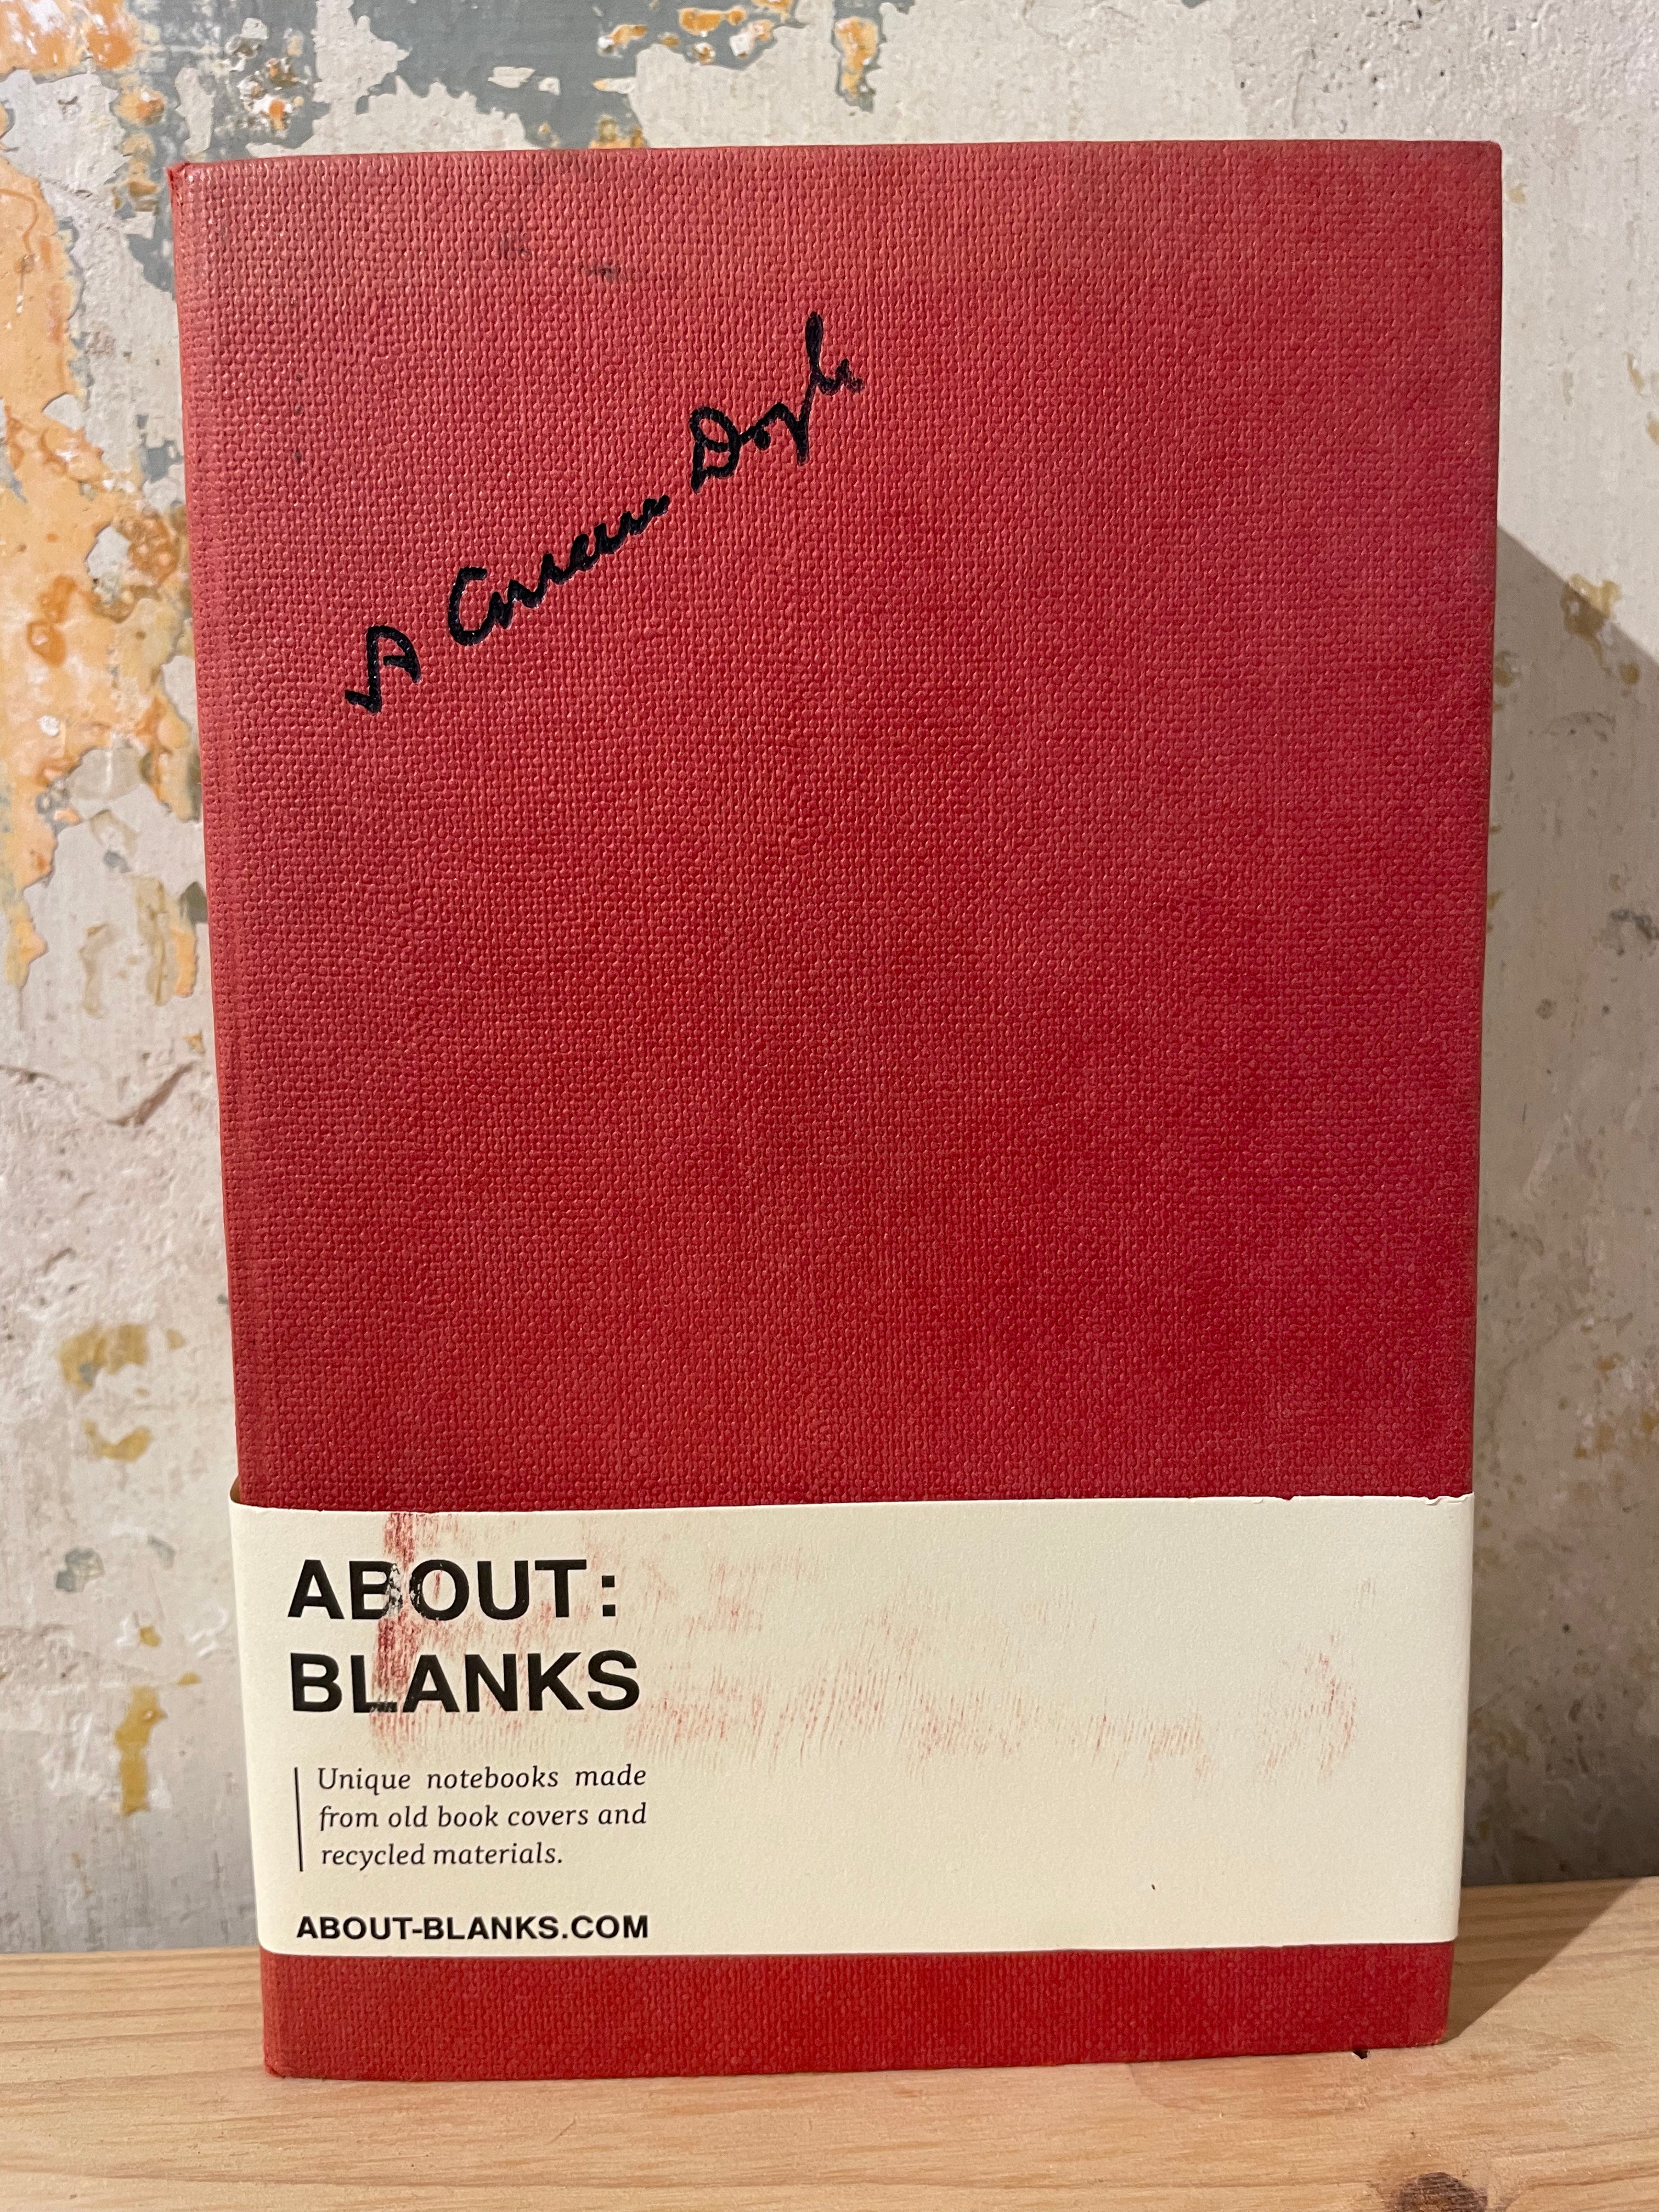 A Conan Doyle
ABOUT:
BLANKS
Unique notebooks made
from old book covers and
recycled materials.
ABOUT-BLANKS.COM